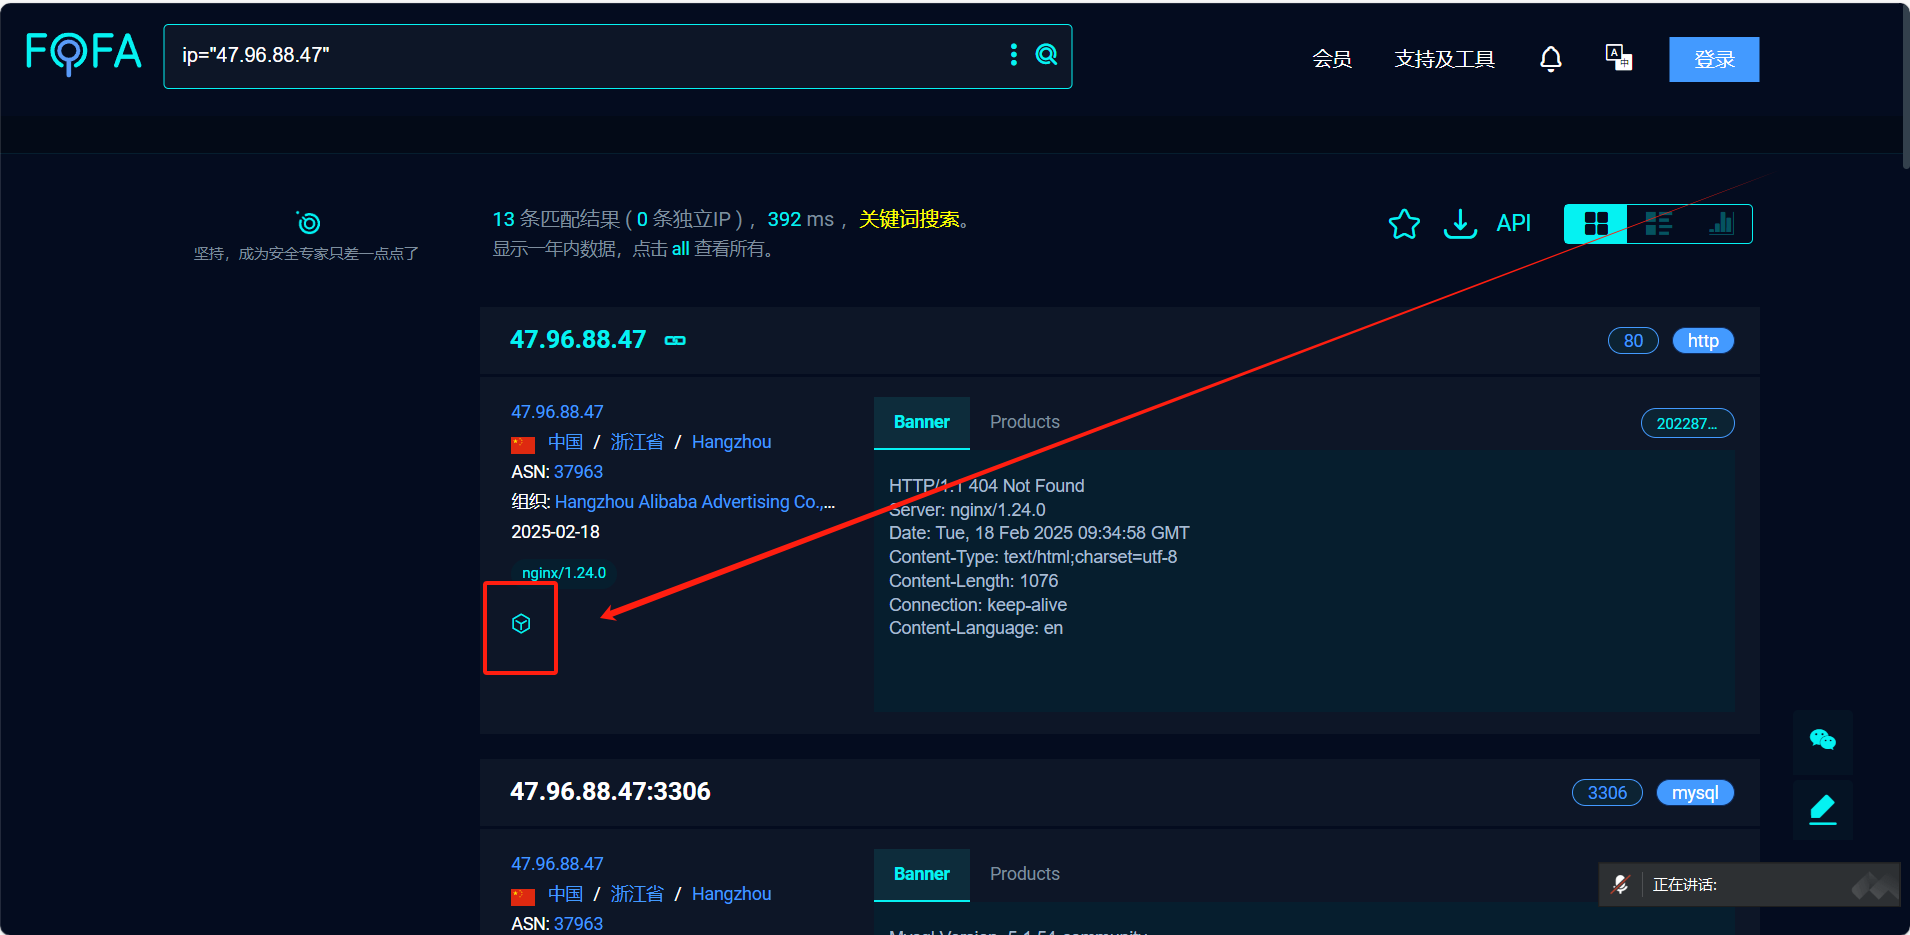 FOFA
ip="47.96.88.47"
会员
支持及工具
登录
坚持，成为安全专家只差一点点了
13 条匹配结果 ( 0 条独立IP ) ，392 ms ，关键词搜索。
显示一年内数据，点击 all 查看所有。
API
47.96.88.47
80
http
47.96.88.47
中国 / 浙江省 / Hangzhou
ASN: 37963
组织: Hangzhou Alibaba Advertising Co.,...
2025-02-18
nginx/1.24.0
Banner
Products
202287...
HTTP/1.1 404 Not Found
Server: nginx/1.24.0
Date: Tue, 18 Feb 2025 09:34:58 GMT
Content-Type: text/html;charset=utf-8
Content-Length: 1076
Connection: keep-alive
Content-Language: en
47.96.88.47:3306
3306
mysql
47.96.88.47
中国 / 浙江省 / Hangzhou
ASN: 37963
Banner
Products
Mysql Version: 5.1.54-community
正在讲话: